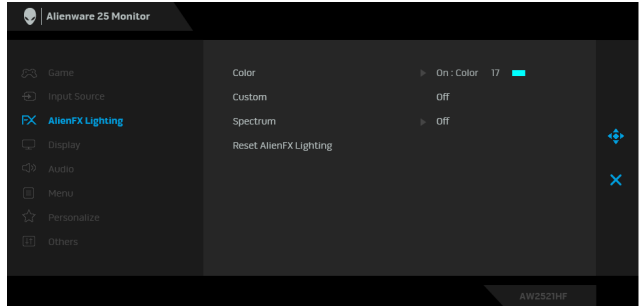 Alienware 25 Monitor
Game
Color
On : Color 17
Input Source
Custom
Off
FX AlienFX Lighting
Spectrum
Off
Display
Reset AlienFX Lighting
Audio
Menu
Personalize
Others
AW2521HF